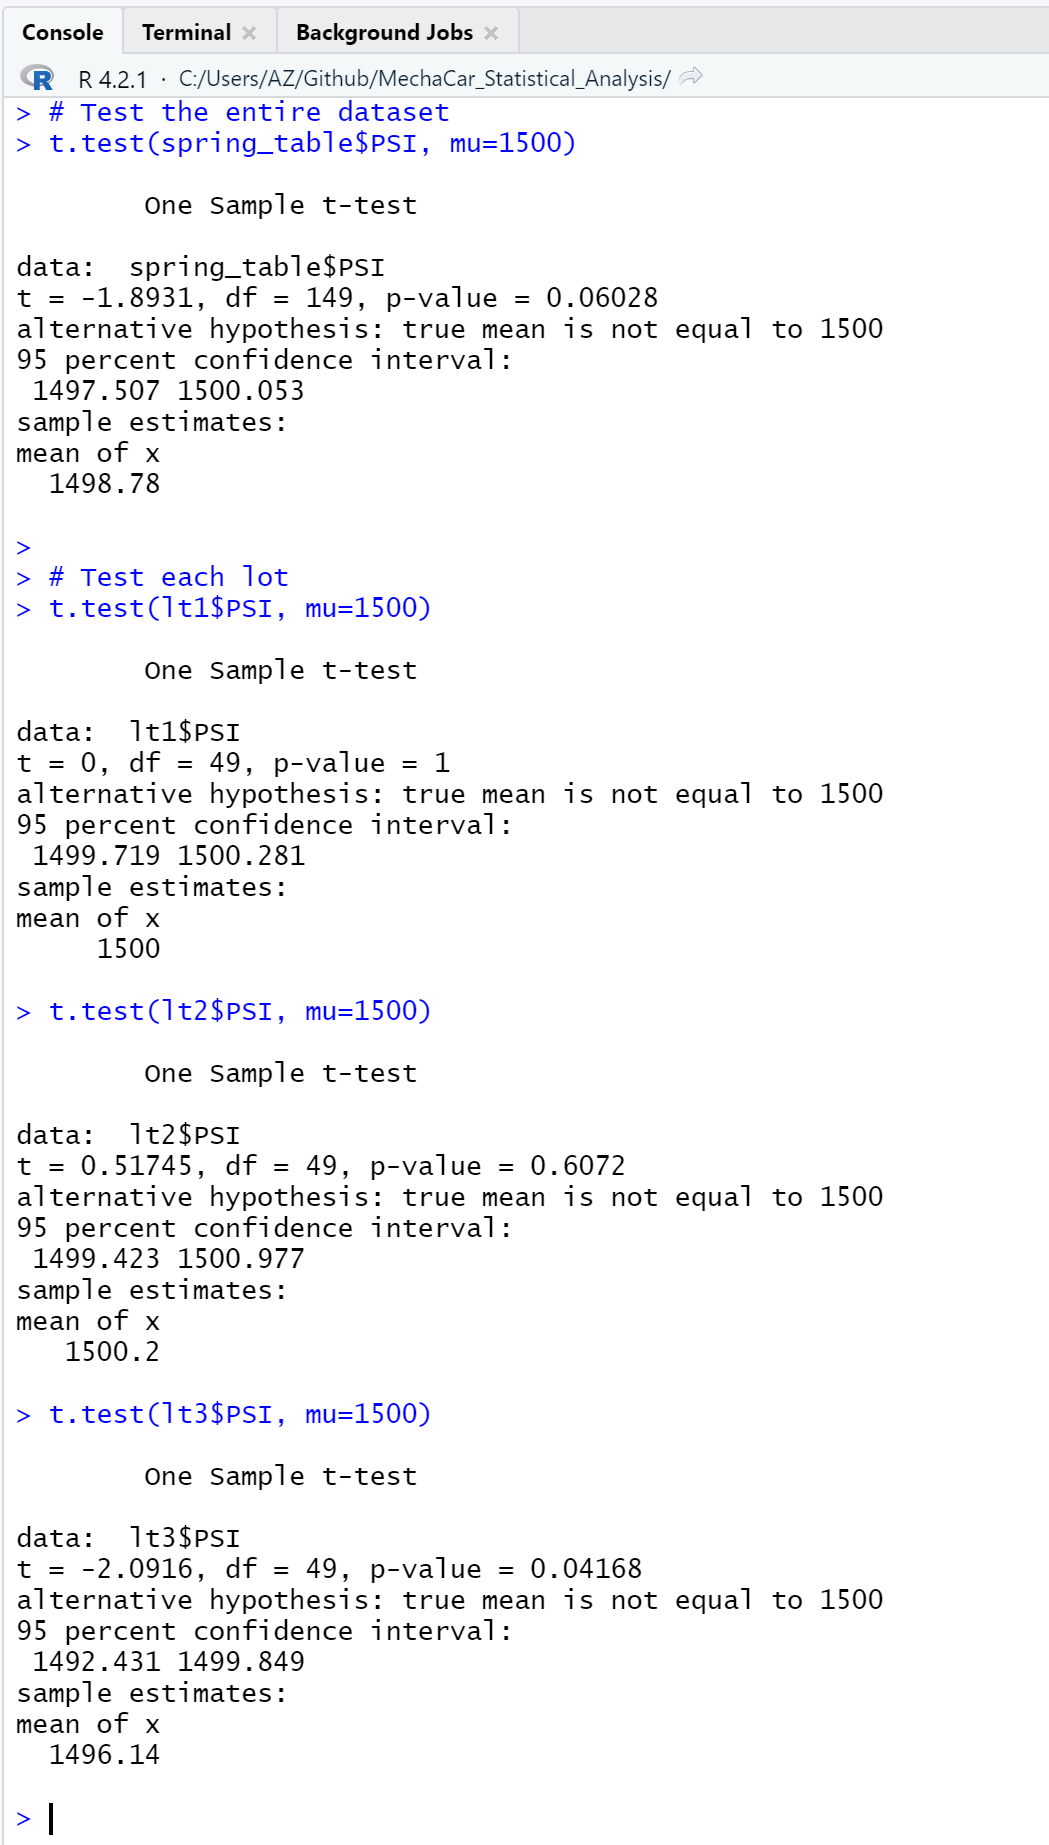 Console Terminal Background Jobs
R 4.2.1 · C:/Users/AZ/Github/MechaCar_Statistical_Analysis/
> # Test the entire dataset
> t.test(spring_table$PSI, mu=1500)
One Sample t-test
data:  spring_table$PSI
t = -1.8931, df = 149, p-value = 0.06028
alternative hypothesis: true mean is not equal to 1500
95 percent confidence interval:
1497.507 1500.053
sample estimates:
mean of x
1498.78
>
> # Test each lot
> t.test(lt1$PSI, mu=1500)
One Sample t-test
data:  lt1$PSI
t = 0, df = 49, p-value = 1
alternative hypothesis: true mean is not equal to 1500
95 percent confidence interval:
1499.719 1500.281
sample estimates:
mean of x
1500
> t.test(lt2$PSI, mu=1500)
One Sample t-test
data:  lt2$PSI
t = 0.51745, df = 49, p-value = 0.6072
alternative hypothesis: true mean is not equal to 1500
95 percent confidence interval:
1499.423 1500.977
sample estimates:
mean of x
1500.2
> t.test(lt3$PSI, mu=1500)
One Sample t-test
data:  lt3$PSI
t = -2.0916, df = 49, p-value = 0.04168
alternative hypothesis: true mean is not equal to 1500
95 percent confidence interval:
1492.431 1499.849
sample estimates:
mean of x
1496.14
>